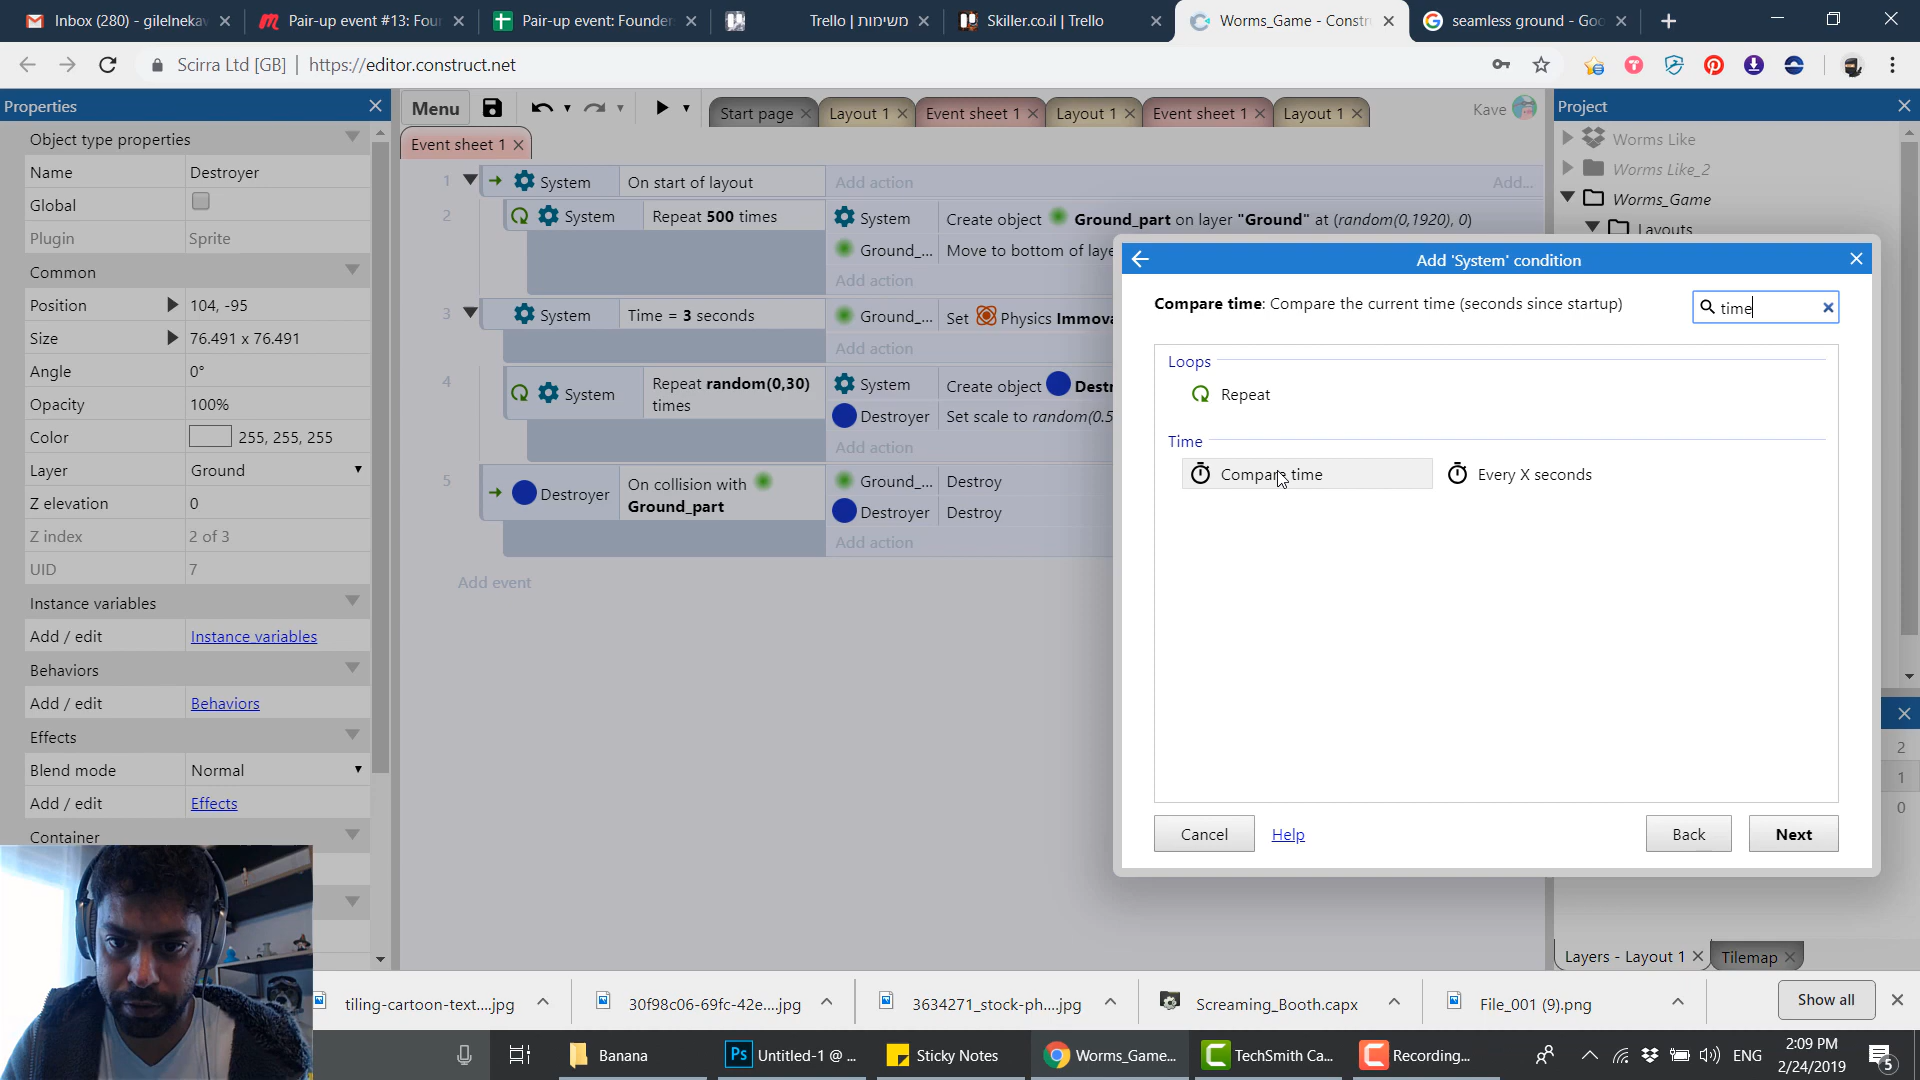 Inbox (280) - gilelnekav
Pair-up event #13: Four
Pair-up event: Founder:
משימות | Trello
Skiller.co.il | Trello
Worms_Game - Constr
seamless ground - Goo
Scirra Ltd [GB] | https://editor.construct.net
Properties
Menu
Start page
Layout 1
Event sheet 1
Layout 1
Event sheet 1
Layout 1
Kave
Project
Event sheet 1
Object type properties
Name Destroyer
Global
Plugin Sprite
Common
Position 104, -95
Size 76.491 x 76.491
Angle 0°
Opacity 100%
Color 255, 255, 255
Layer Ground
Z elevation 0
Z index 2 of 3
UID 7
Instance variables
Add / edit Instance variables
Behaviors
Add / edit Behaviors
Effects
Blend mode Normal
Add / edit Effects
Container
1 System On start of layout Add action Add...
2 System Repeat 500 times System Create object Ground_part on layer "Ground" at (random(0,1920), 0)
Ground_... Move to bottom of laye
Add action
3 System Time = 3 seconds Ground_... Set Physics Immova
Add action
4 System Repeat random(0,30) times System Create object Destr
Destroyer Set scale to random(0.5
Add action
5 Destroyer On collision with Ground_part Ground_... Destroy
Destroyer Destroy
Add action
Add event
Worms Like
Worms Like_2
Worms_Game
Layouts
Add 'System' condition
Compare time: Compare the current time (seconds since startup)
time
Loops
Repeat
Time
Compare time
Every X seconds
Cancel
Help
Back
Next
2
1
0
Layers - Layout 1
Tilemap
tiling-cartoon-text....jpg
30f98c06-69fc-42e....jpg
3634271_stock-ph....jpg
Screaming_Booth.capx
File_001 (9).png
Show all
Banana
Ps
Untitled-1 @ ...
Sticky Notes
Worms_Game...
TechSmith Ca...
Recording...
ENG
2:09 PM
2/24/2019
5